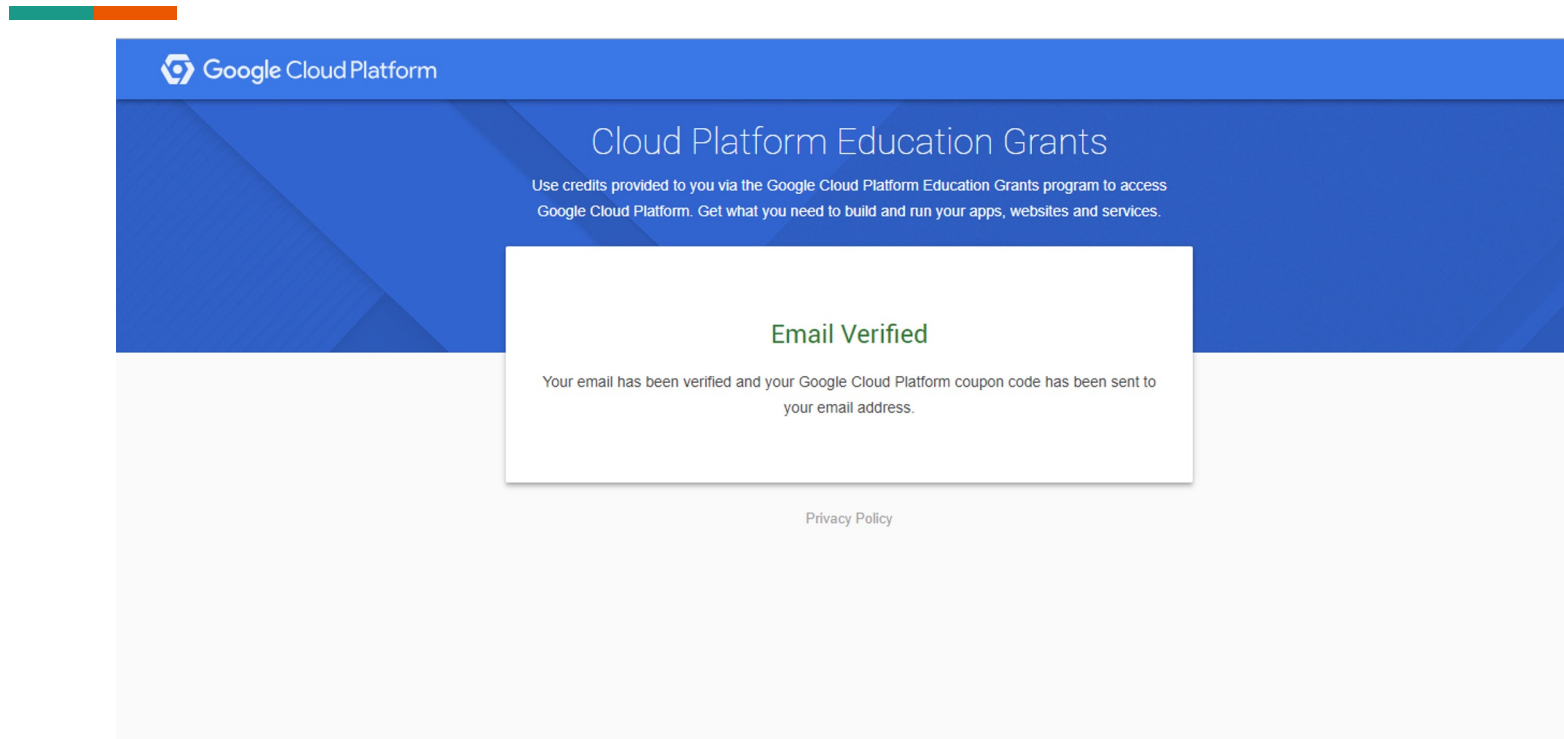 Google Cloud Platform
Cloud Platform Education Grants
Use credits provided to you via the Google Cloud Platform Education Grants program to access
Google Cloud Platform. Get what you need to build and run your apps, websites and services.
Email Verified
Your email has been verified and your Google Cloud Platform coupon code has been sent to
your email address.
Privacy Policy